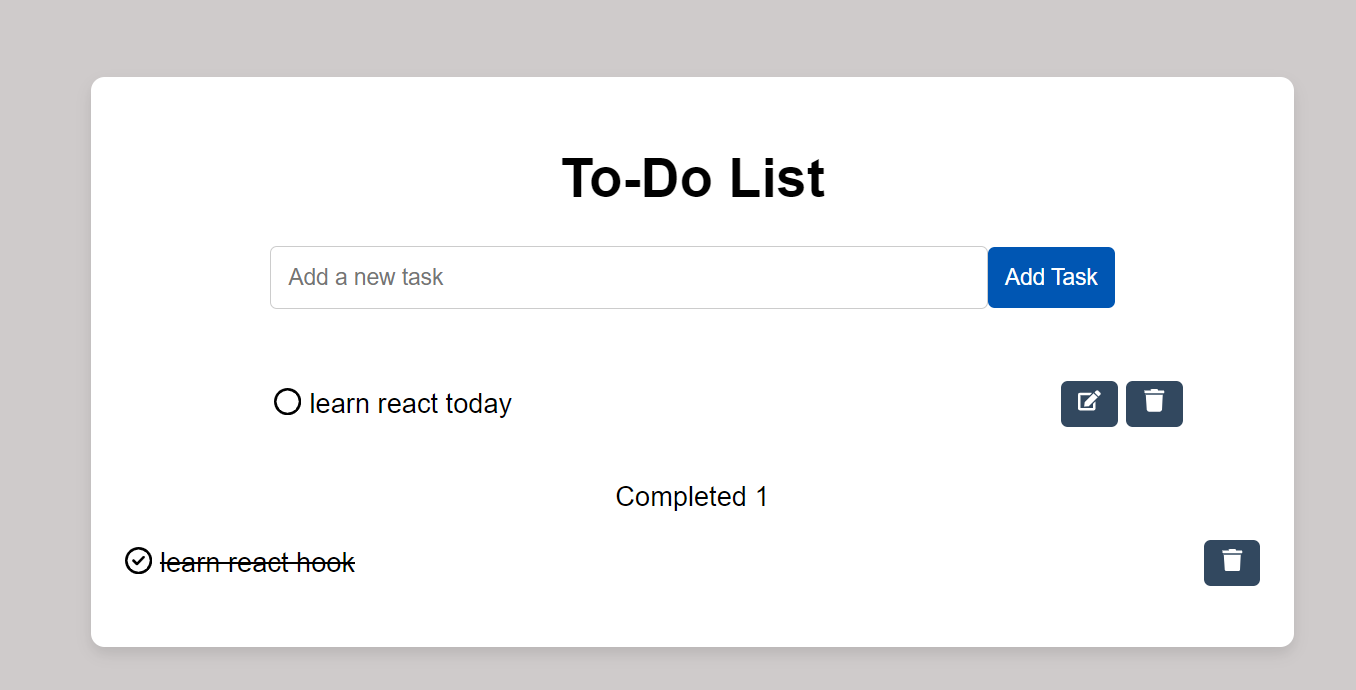 To-Do List
Add a new task
Add Task
learn react today
Completed 1
learn react hook